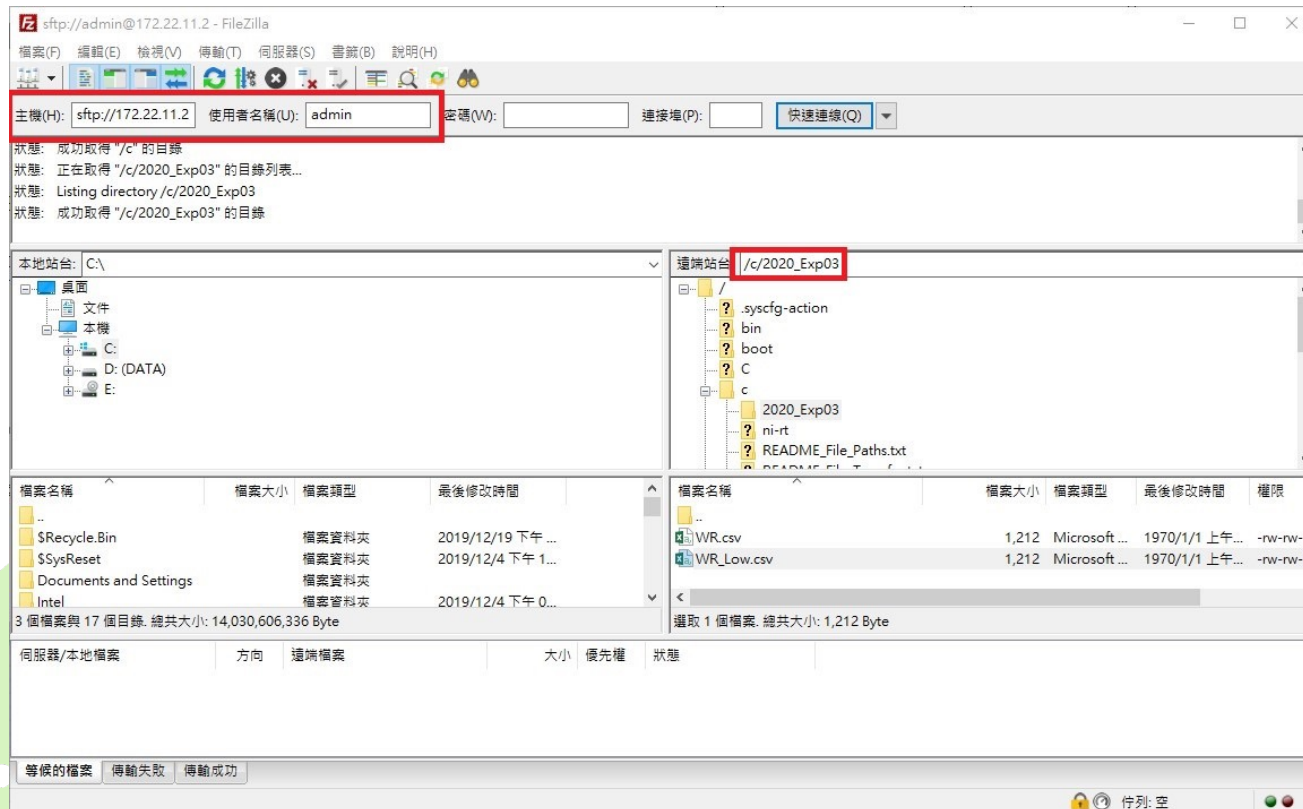 sftp://admin@172.22.11.2 - FileZilla
檔案(F) 編輯(E) 檢視(V) 傳輸(T) 伺服器(S) 書籤(B) 說明(H)
主機(H): sftp://172.22.11.2 使用者名稱(U): admin 密碼(W): 連接埠(P): 快速連線(Q)
狀態: 成功取得 "/c" 的目錄
狀態: 正在取得 "/c/2020_Exp03" 的目錄列表...
狀態: Listing directory /c/2020_Exp03
狀態: 成功取得 "/c/2020_Exp03" 的目錄
本地站台: C:\
桌面
文件
本機
C:
D: (DATA)
E:
遠端站台 /c/2020_Exp03
/
.syscfg-action
bin
boot
C
c
2020_Exp03
ni-rt
README_File_Paths.txt
檔案名稱 檔案大小 檔案類型 最後修改時間
..
$Recycle.Bin 檔案資料夾 2019/12/19 下午 ...
$SysReset 檔案資料夾 2019/12/4 下午 1...
Documents and Settings 檔案資料夾
Intel 檔案資料夾 2019/12/4 下午 0...
3 個檔案與 17 個目錄. 總共大小: 14,030,606,336 Byte
檔案名稱 檔案大小 檔案類型 最後修改時間 權限
..
WR.csv 1,212 Microsoft ... 1970/1/1 上午... -rw-rw-
WR_Low.csv 1,212 Microsoft ... 1970/1/1 上午... -rw-rw-
選取 1 個檔案. 總共大小: 1,212 Byte
伺服器/本地檔案 方向 遠端檔案 大小 優先權 狀態
等候的檔案 傳輸失敗 傳輸成功
佇列: 空